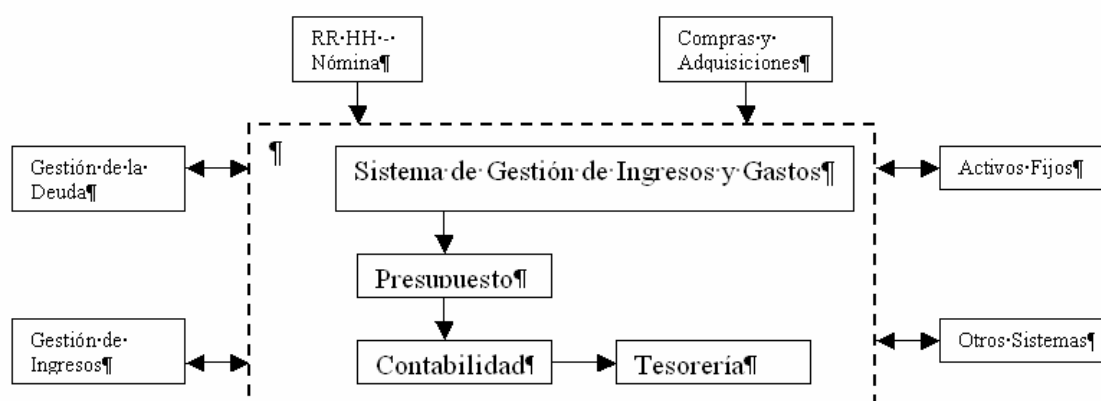 RR·HH·-·
Nómina¶
Compras·y·
Adquisiciones¶
¶
Gestión·de·la·
Deuda¶
Sistema·de·Gestión·de·Ingresos·y·Gastos¶
Activos·Fijos¶
Presupuesto¶
Gestión·de·
Ingresos¶
Contabilidad¶
Tesorería¶
Otros·Sistemas¶